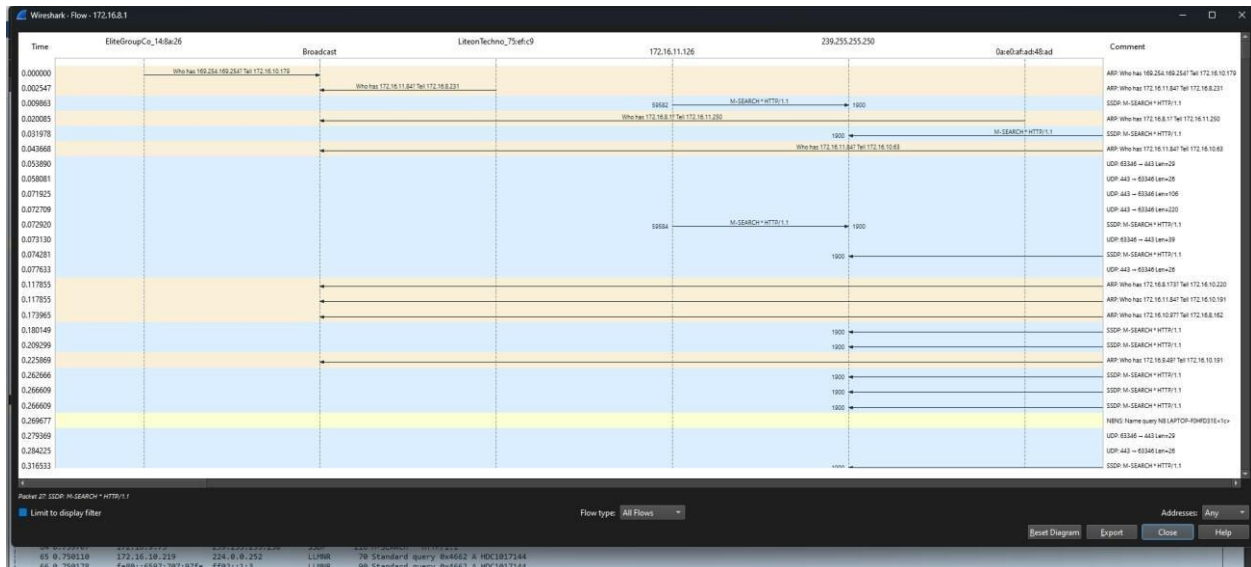 Wireshark - Flow - 172.16.8.1
Time EliteGroupCo_14:8a:26 Broadcast LiteonTechno_75:ef:c9 172.16.11.126 239.255.255.250 0a:e0:af:ad:48:ad Comment
0.000000 Who has 169.254.169.254? Tell 172.16.10.179 ARP: Who has 169.254.169.254? Tell 172.16.10.179
0.002547 Who has 172.16.11.84? Tell 172.16.8.231 ARP: Who has 172.16.11.84? Tell 172.16.8.231
0.009863 59582 M-SEARCH * HTTP/1.1 1900 SSDP: M-SEARCH * HTTP/1.1
0.020085 Who has 172.16.8.1? Tell 172.16.11.250 ARP: Who has 172.16.8.1? Tell 172.16.11.250
0.031978 1900 M-SEARCH * HTTP/1.1 SSDP: M-SEARCH * HTTP/1.1
0.043668 Who has 172.16.11.84? Tell 172.16.10.63 ARP: Who has 172.16.11.84? Tell 172.16.10.63
0.053890 UDP: 63346 → 443 Len=29
0.058081 UDP: 443 → 63346 Len=26
0.071925 UDP: 443 → 63346 Len=106
0.072709 UDP: 443 → 63346 Len=220
0.072920 59584 M-SEARCH * HTTP/1.1 1900 SSDP: M-SEARCH * HTTP/1.1
0.073130 UDP: 63346 → 443 Len=39
0.074281 1900 SSDP: M-SEARCH * HTTP/1.1
0.077633 UDP: 443 → 63346 Len=26
0.117855 ARP: Who has 172.16.8.173? Tell 172.16.10.220
0.117855 ARP: Who has 172.16.11.84? Tell 172.16.10.191
0.173965 ARP: Who has 172.16.10.97? Tell 172.16.8.162
0.180149 1900 SSDP: M-SEARCH * HTTP/1.1
0.209299 1900 SSDP: M-SEARCH * HTTP/1.1
0.225869 ARP: Who has 172.16.9.49? Tell 172.16.10.191
0.262666 1900 SSDP: M-SEARCH * HTTP/1.1
0.266609 1900 SSDP: M-SEARCH * HTTP/1.1
0.266609 1900 SSDP: M-SEARCH * HTTP/1.1
0.269677 NBNS: Name query NB
0.279369 UDP: 63346 → 443 Len=29
0.284225 UDP: 443 → 63346 Len=26
0.316533 1900 SSDP: M-SEARCH * HTTP/1.1
Packet 27: SSDP: M-SEARCH * HTTP/1.1
Limit to display filter Flow type: All Flows Addresses: Any
Reset Diagram Export Close Help
65 0.750110 172.16.10.219 224.0.0.252 LLMNR 70 Standard query 0x4662 A HDC1017144
66 0.750178 LLMNR 90 Standard query 0x4662 A HDC1017144